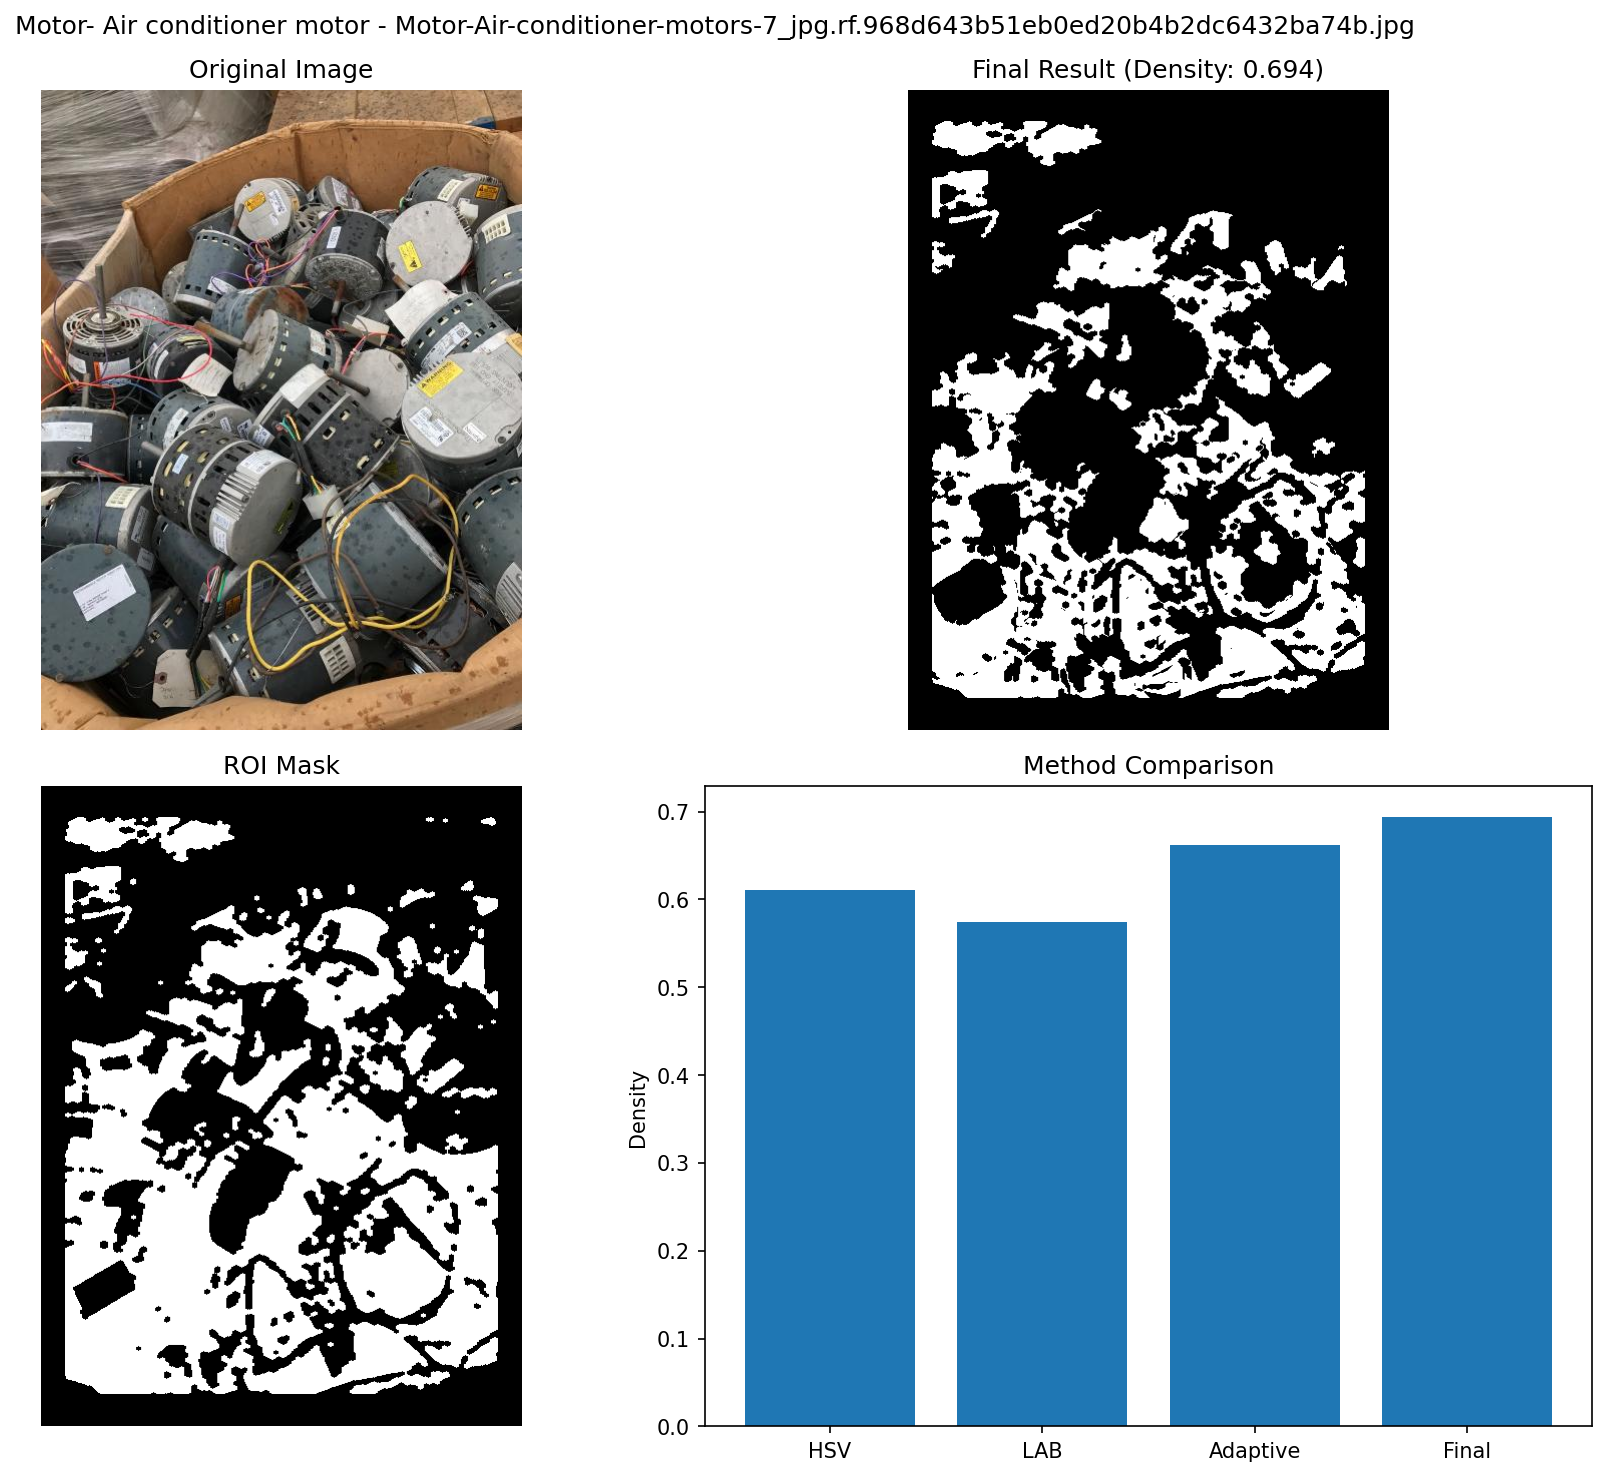 Motor- Air conditioner motor - Motor-Air-conditioner-motors-7_jpg.rf.968d643b51eb0ed20b4b2dc6432ba74b.jpg
Original Image
Final Result (Density: 0.694)
ROI Mask
Method Comparison
Density
0.7
0.6
0.5
0.4
0.3
0.2
0.1
0.0
HSV
LAB
Adaptive
Final